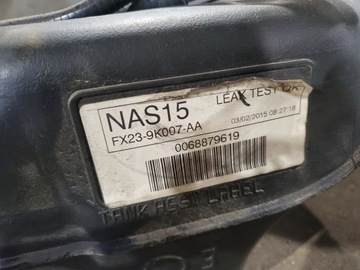 NAS15
LEAK TEST OK
FX23-9K007-AA
03/02/2015 08:27:18
0068879619
TANK ASSY LABEL